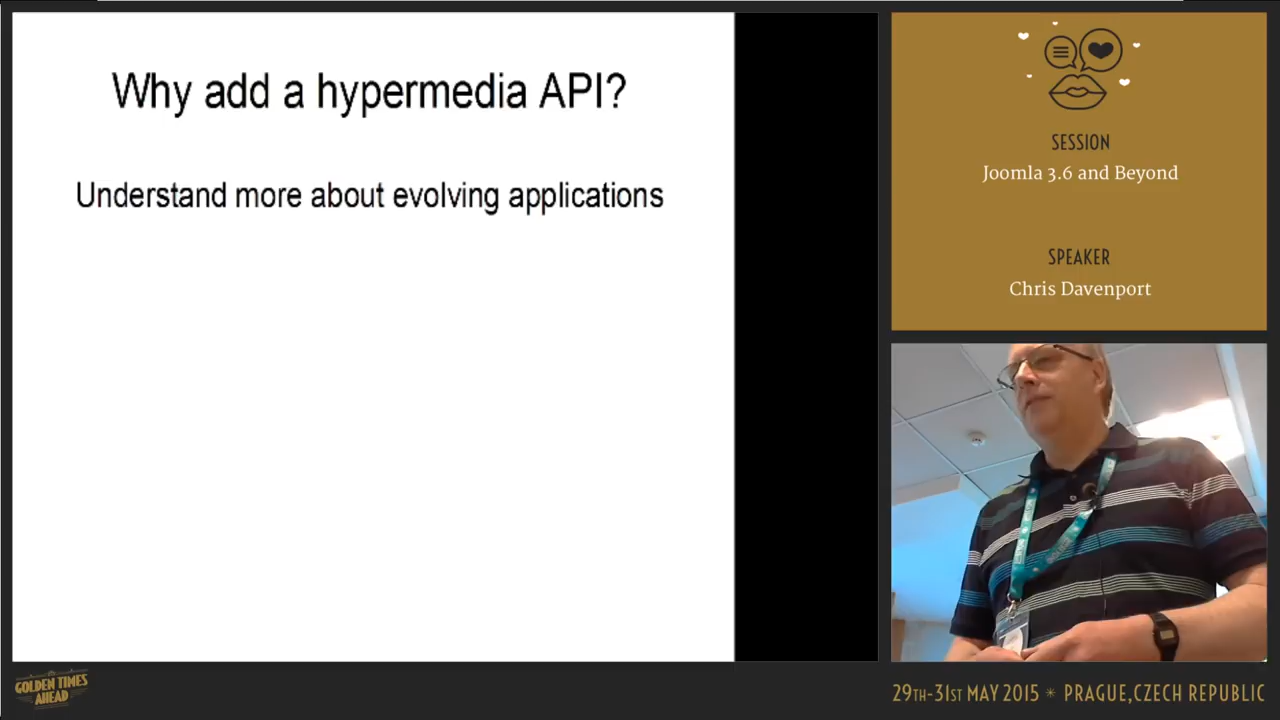 Why add a hypermedia API?
Understand more about evolving applications
SESSION
Joomla 3.6 and Beyond
SPEAKER
Chris Davenport
GOLDEN TIMES
AHEAD
29TH-31ST MAY 2015 * PRAGUE, CZECH REPUBLIC